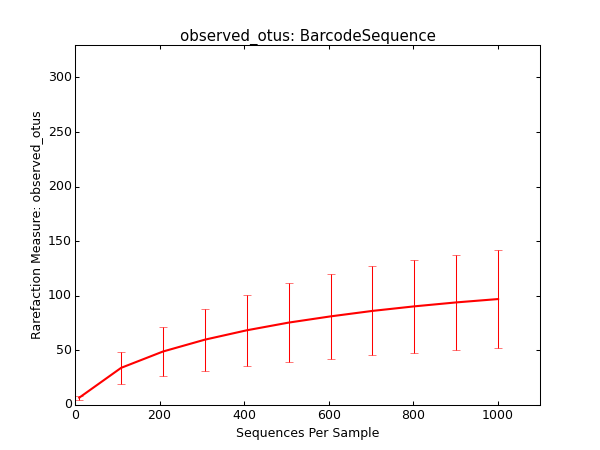 observed_otus: BarcodeSequence
Rarefaction Measure: observed_otus
300
250
200
150
100
50
0
0 200 400 600 800 1000
Sequences Per Sample